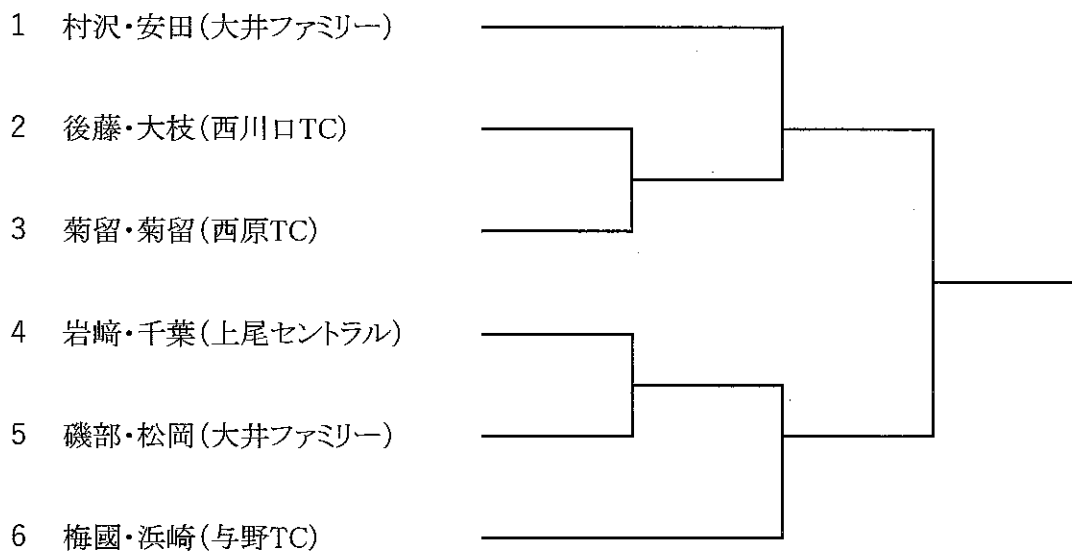 1 村沢・安田(大井ファミリー)
2 後藤・大枝(西川口TC)
3 菊留・菊留(西原TC)
4 岩﨑・千葉(上尾セントラル)
5 磯部・松岡(大井ファミリー)
6 梅國・浜崎(与野TC)